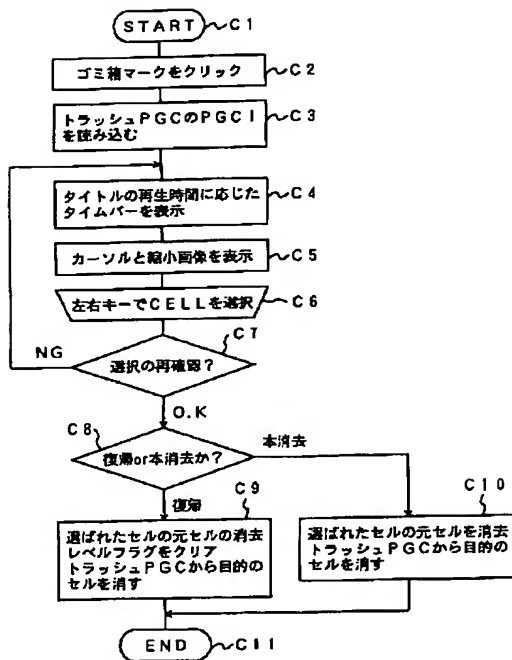 START C1
ゴミ箱マークをクリック C2
トラッシュPGCのPGCI
を読み込む
C3
タイトルの再生時間に応じた
タイムバーを表示
C4
カーソルと縮小画像を表示 C5
左右キーでCELLを選択 C6
C7
選択の再確認?
NG
O.K
C8
復帰or本消去か?
本消去
復帰
C9
選ばれたセルの元セルの消去
レベルフラグをクリア
トラッシュPGCから目的の
セルを消す
C10
選ばれたセルの元セルを消去
トラッシュPGCから目的の
セルを消す
END C11